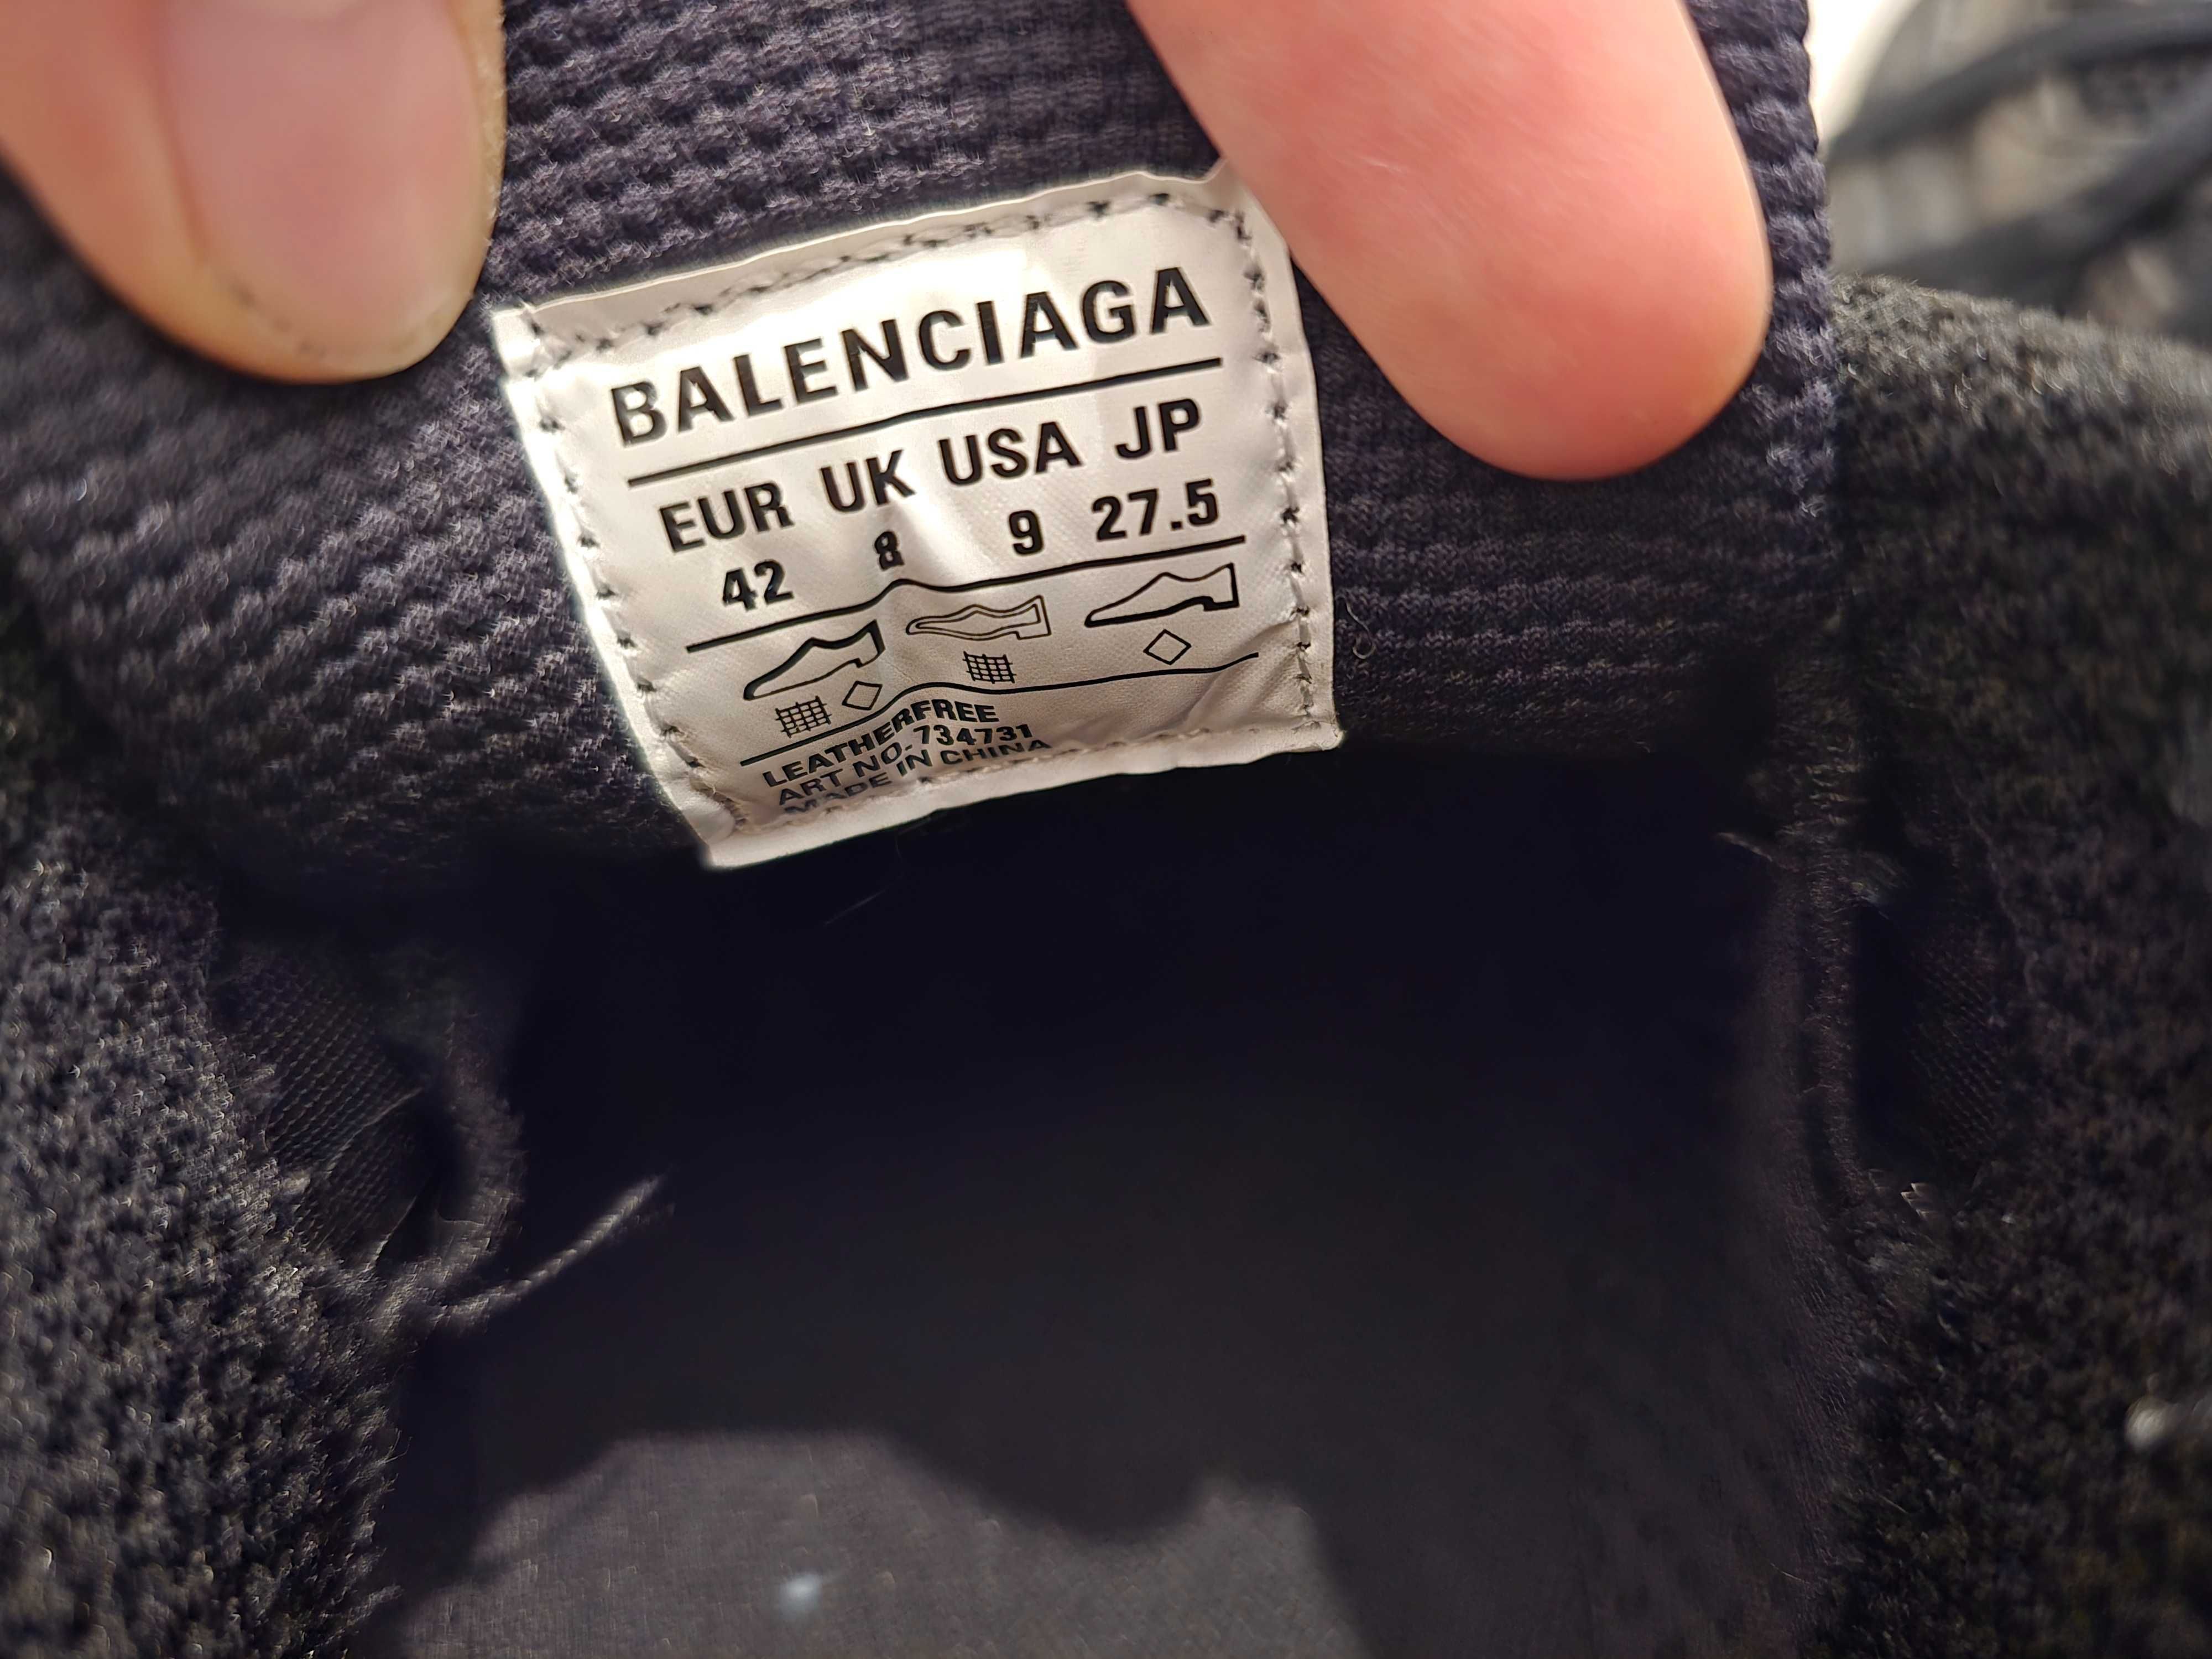 BALENCIAGA
EUR UK USA JP
42 8 9 27.5
LEATHERFREE
ART NO. 734731
MADE IN CHINA